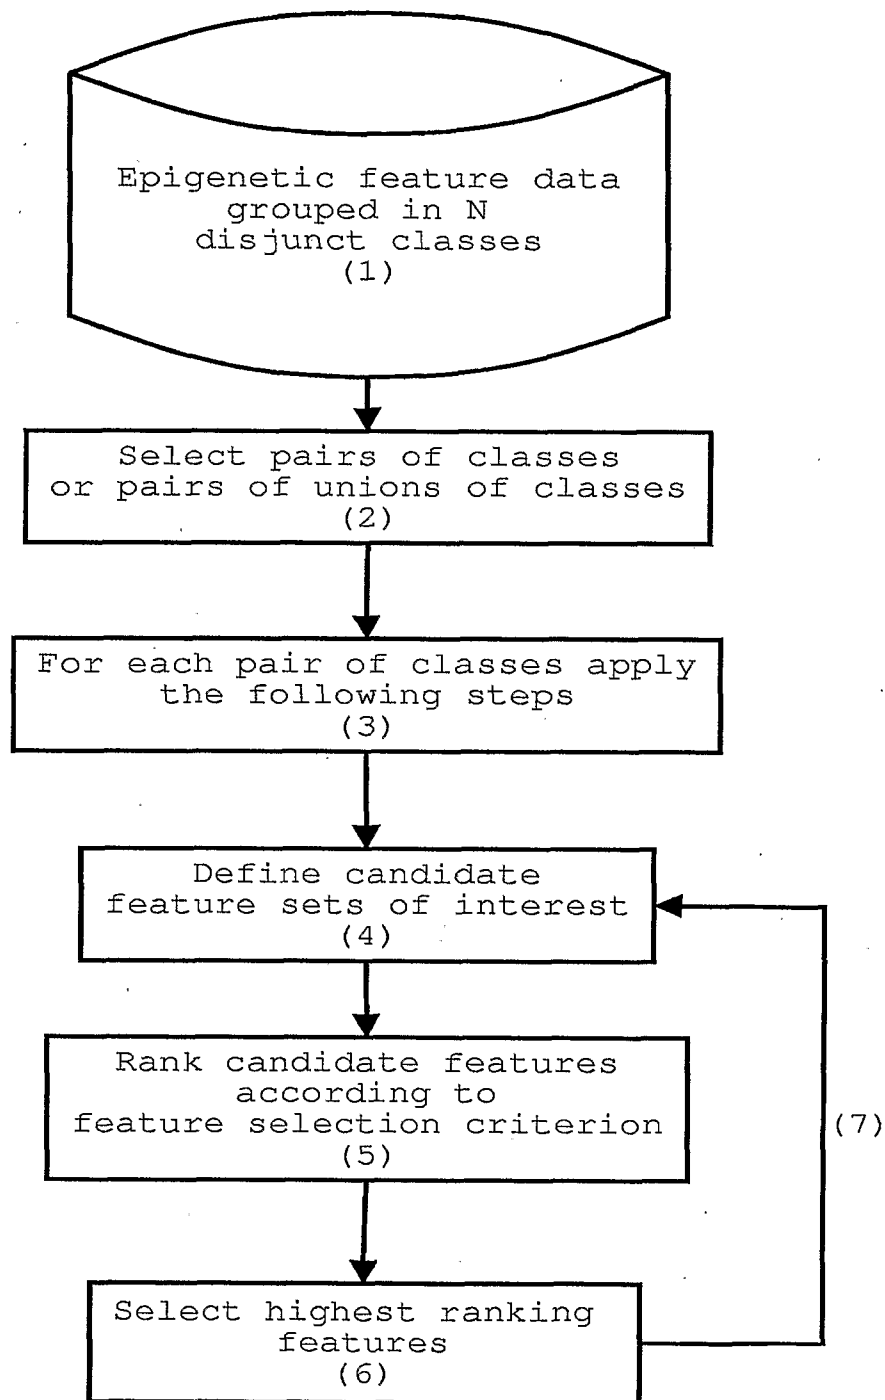 Epigenetic feature data
grouped in N
disjunct classes
(1)
Select pairs of classes
or pairs of unions of classes
(2)
For each pair of classes apply
the following steps
(3)
Define candidate
feature sets of interest
(4)
Rank candidate features
according to
feature selection criterion
(5)
(7)
Select highest ranking
features
(6)